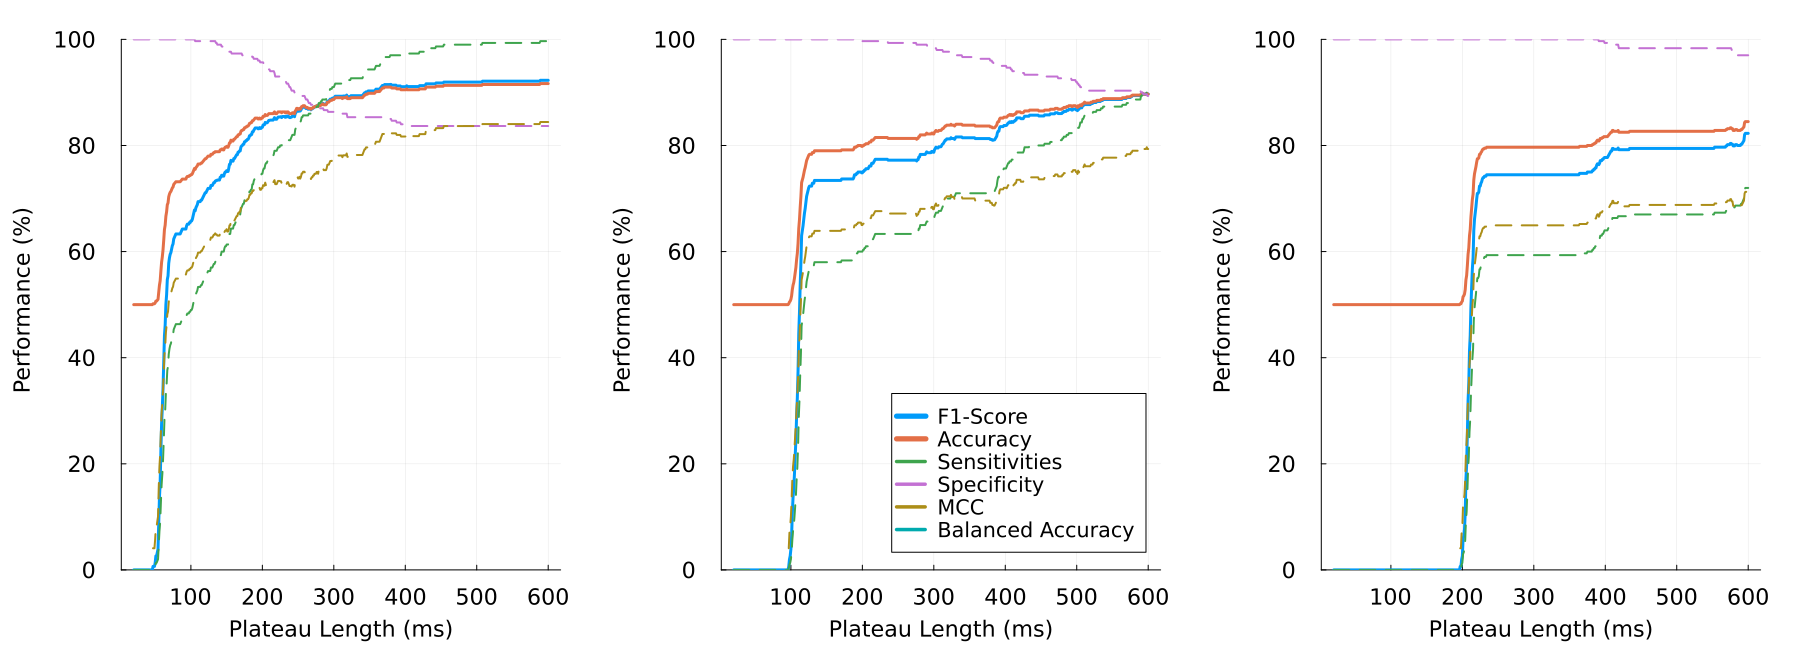 Performance (%)
100
80
60
40
20
0
100 200 300 400 500 600
Plateau Length (ms)
Performance (%)
100
80
60
40
20
0
F1-Score
Accuracy
Sensitivities
Specificity
MCC
Balanced Accuracy
100 200 300 400 500 600
Plateau Length (ms)
Performance (%)
100
80
60
40
20
0
100 200 300 400 500 600
Plateau Length (ms)